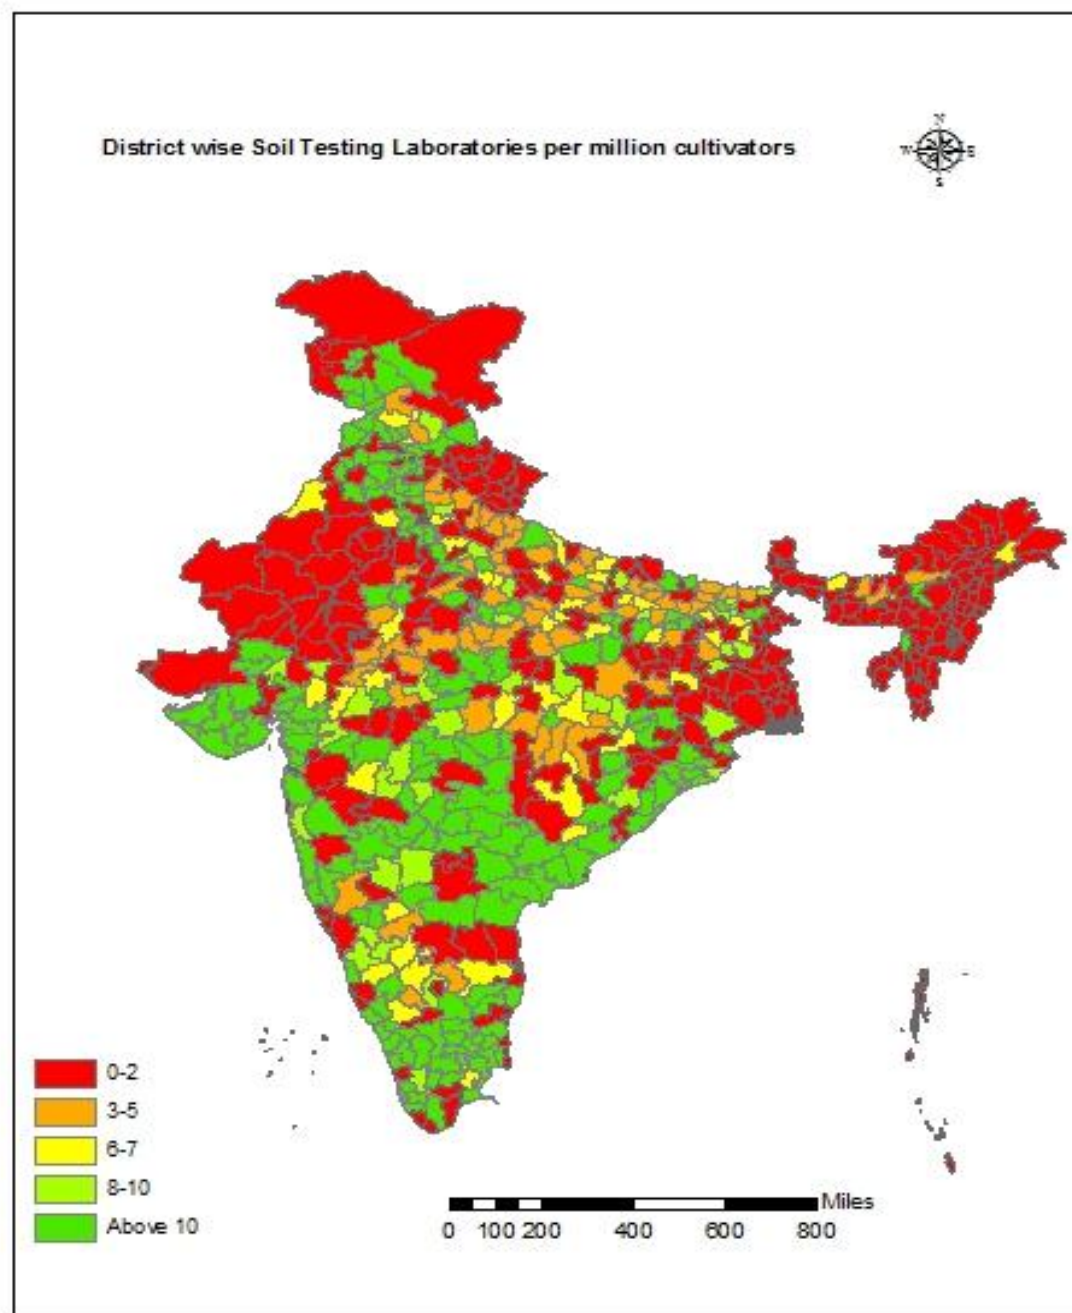 District wise Soil Testing Laboratories per million cultivators
N
W E
S
0-2
3-5
6-7
8-10
Above 10
Miles
0 100 200 400 600 800